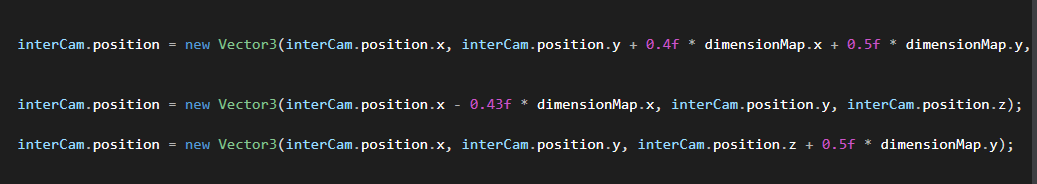 interCam.position = new Vector3(interCam.position.x, interCam.position.y + 0.4f * dimensionMap.x + 0.5f * dimensionMap.y,
interCam.position = new Vector3(interCam.position.x - 0.43f * dimensionMap.x, interCam.position.y, interCam.position.z);
interCam.position = new Vector3(interCam.position.x, interCam.position.y, interCam.position.z + 0.5f * dimensionMap.y);